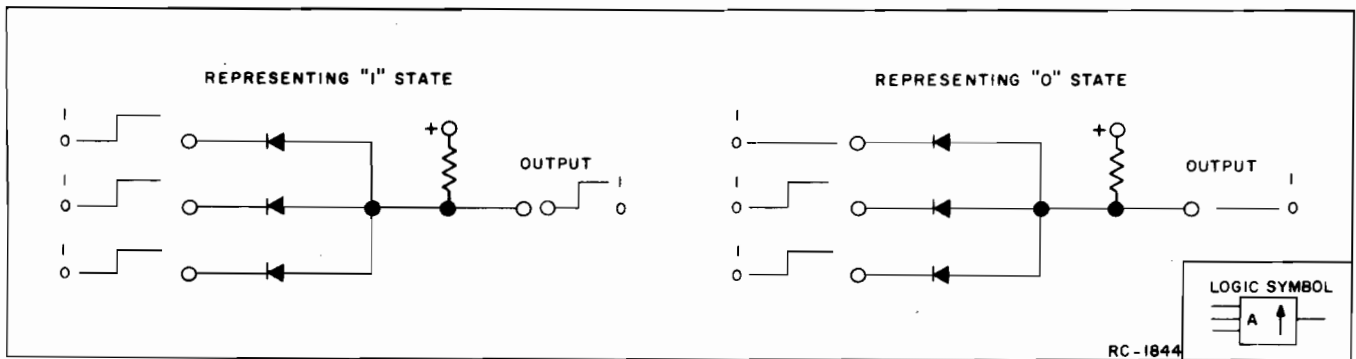 REPRESENTING "1" STATE
1
0
1
0
1
0
+
OUTPUT
1
0
REPRESENTING "0" STATE
1
0
1
0
1
0
+
OUTPUT
1
0
LOGIC SYMBOL
A
RC-1844